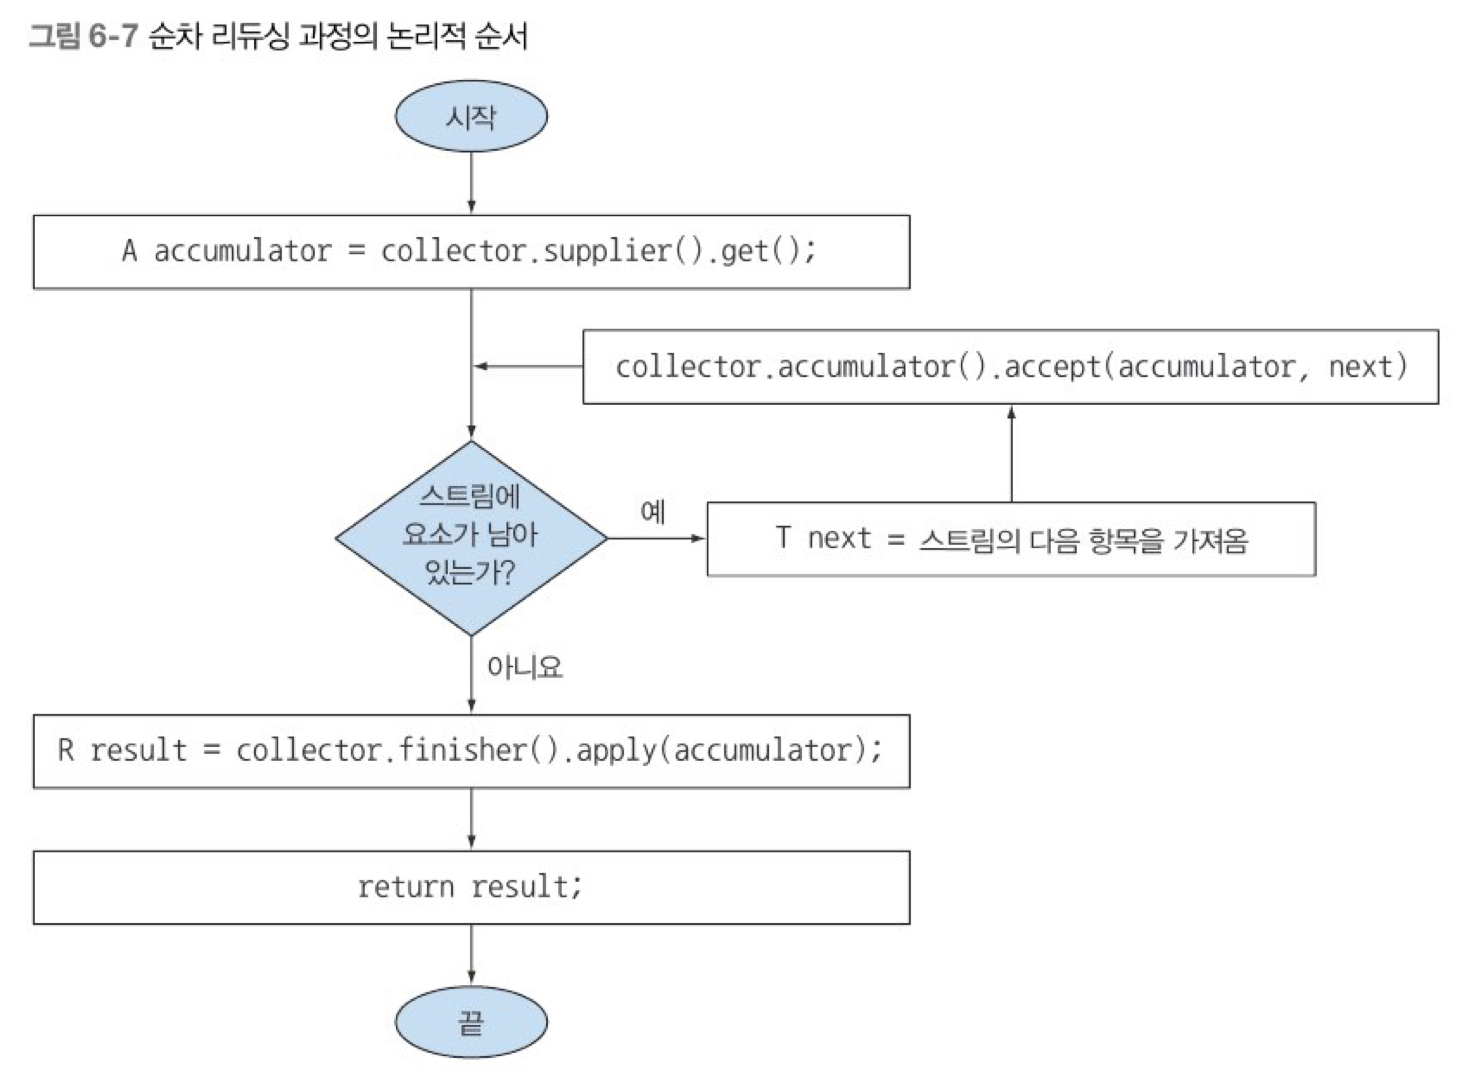 그림 6-7 순차 리듀싱 과정의 논리적 순서
시작
A accumulator = collector.supplier().get();
collector.accumulator().accept(accumulator, next)
스트림에
요소가 남아
있는가?
예
T next = 스트림의 다음 항목을 가져옴
아니요
R result = collector.finisher().apply(accumulator);
return result;
끝